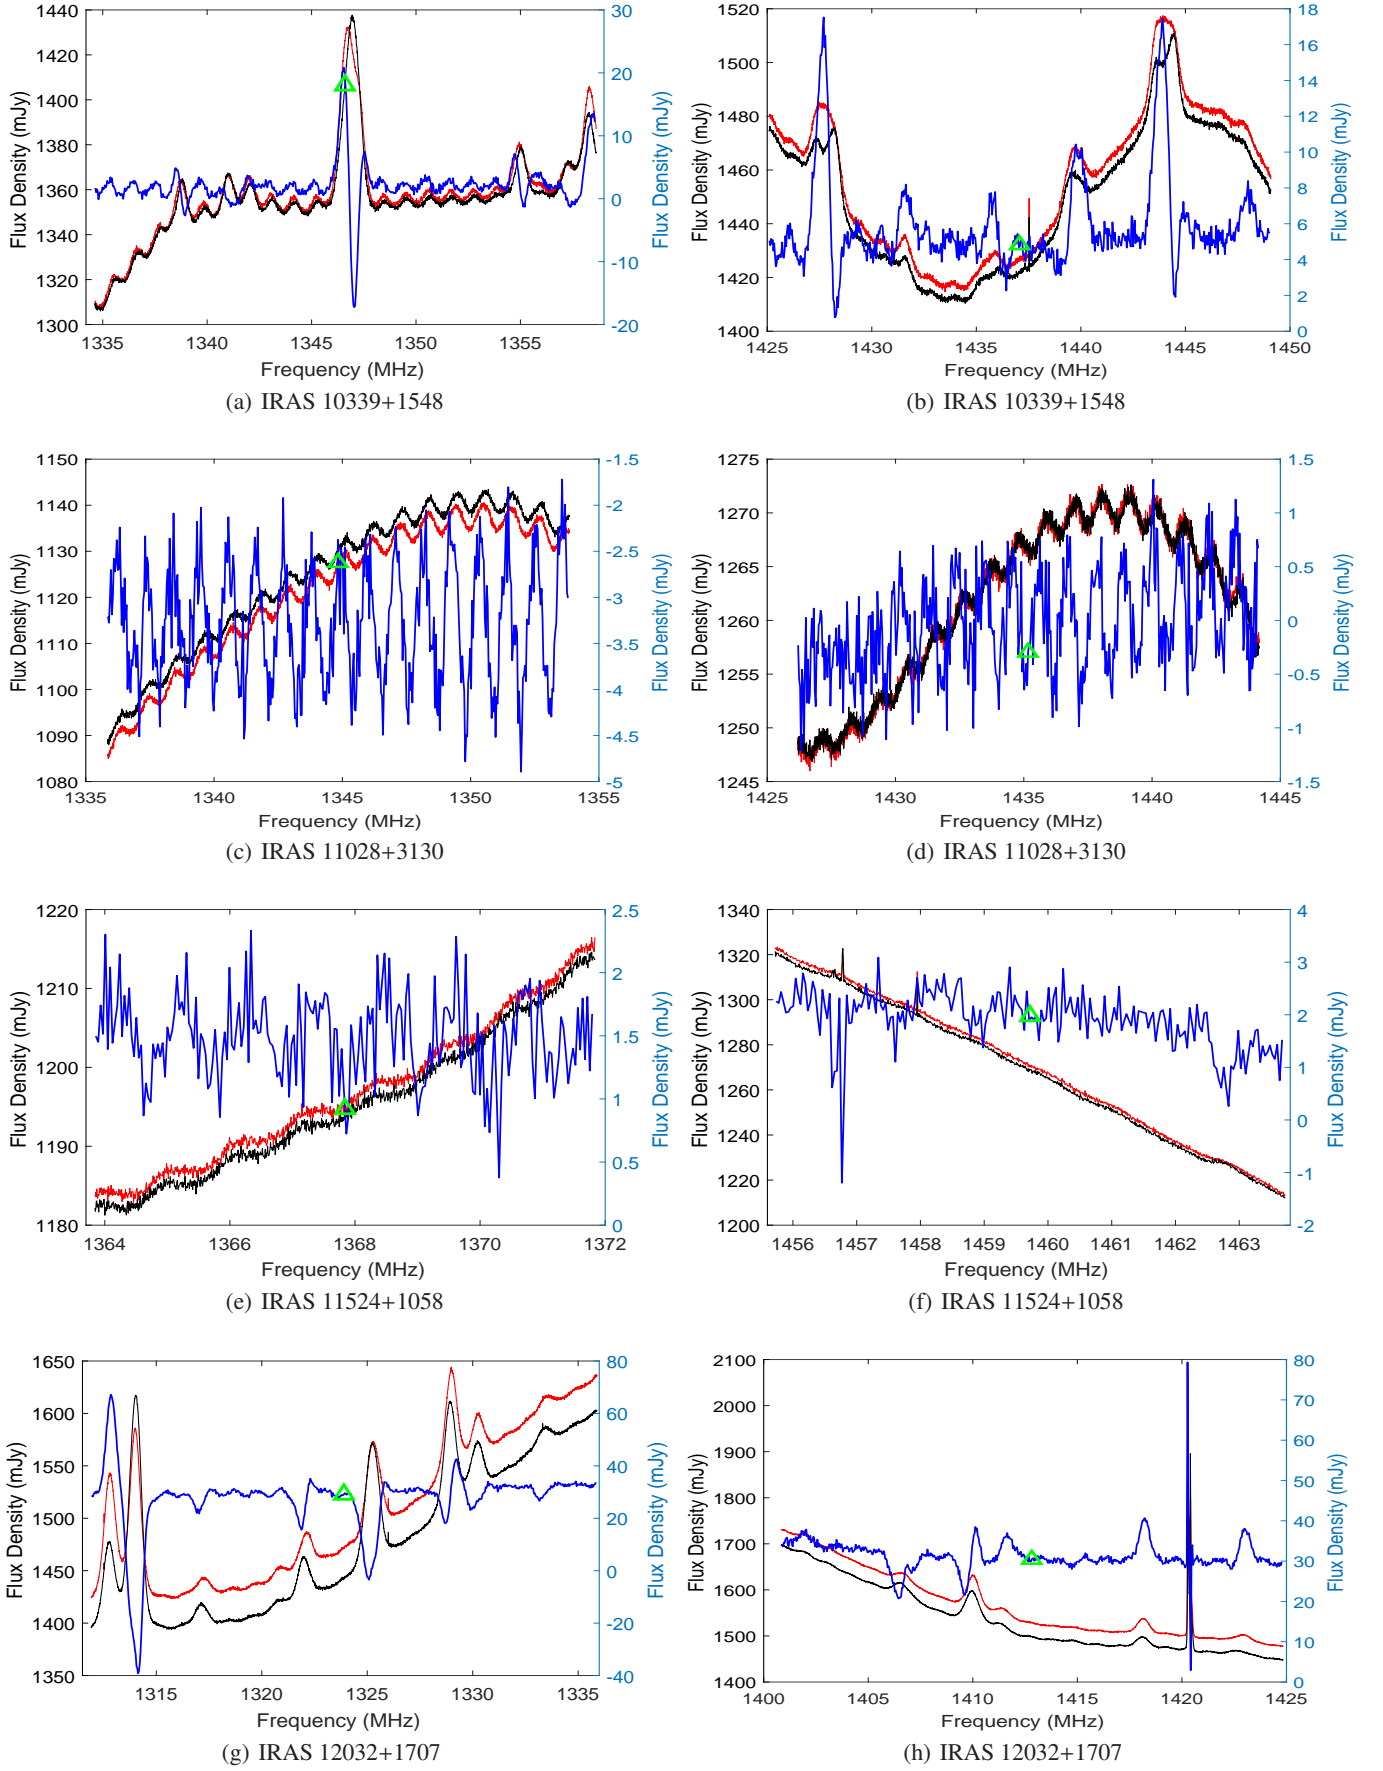 1440
1420
1400
1380
1360
1340
1320
1300
30
20
10
0
-10
-20
1335 1340 1345 1350 1355
Flux Density (mJy)
Flux Density (mJy)
Frequency (MHz)
(a) IRAS 10339+1548
1520
1500
1480
1460
1440
1420
1400
18
16
14
12
10
8
6
4
2
0
1425 1430 1435 1440 1445 1450
Flux Density (mJy)
Flux Density (mJy)
Frequency (MHz)
(b) IRAS 10339+1548
1150
1140
1130
1120
1110
1100
1090
1080
-1.5
-2
-2.5
-3
-3.5
-4
-4.5
-5
1335 1340 1345 1350 1355
Flux Density (mJy)
Flux Density (mJy)
Frequency (MHz)
(c) IRAS 11028+3130
1275
1270
1265
1260
1255
1250
1245
1.5
1
0.5
0
-0.5
-1
-1.5
1425 1430 1435 1440 1445
Flux Density (mJy)
Flux Density (mJy)
Frequency (MHz)
(d) IRAS 11028+3130
1220
1210
1200
1190
1180
2.5
2
1.5
1
0.5
0
1364 1366 1368 1370 1372
Flux Density (mJy)
Flux Density (mJy)
Frequency (MHz)
(e) IRAS 11524+1058
1340
1320
1300
1280
1260
1240
1220
1200
4
3
2
1
0
-1
-2
1456 1457 1458 1459 1460 1461 1462 1463
Flux Density (mJy)
Flux Density (mJy)
Frequency (MHz)
(f) IRAS 11524+1058
1650
1600
1550
1500
1450
1400
1350
80
60
40
20
0
-20
-40
1315 1320 1325 1330 1335
Flux Density (mJy)
Flux Density (mJy)
Frequency (MHz)
(g) IRAS 12032+1707
2100
2000
1900
1800
1700
1600
1500
1400
80
70
60
50
40
30
20
10
0
1400 1405 1410 1415 1420 1425
Flux Density (mJy)
Flux Density (mJy)
Frequency (MHz)
(h) IRAS 12032+1707